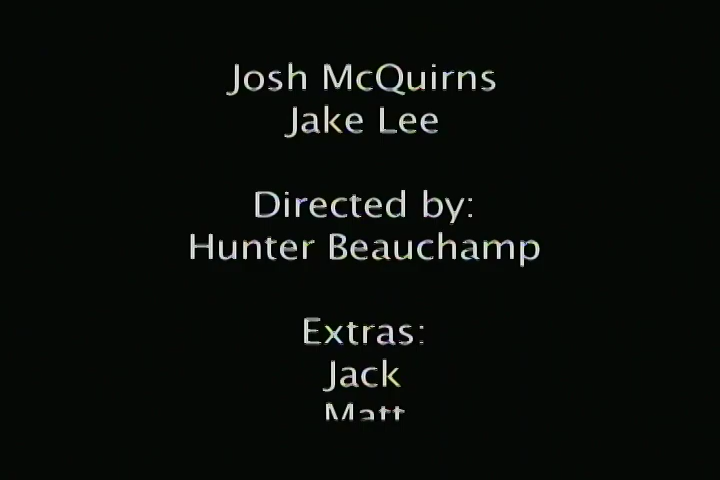 Josh McQuirns
Jake Lee
Directed by:
Hunter Beauchamp
Extras:
Jack
Matt